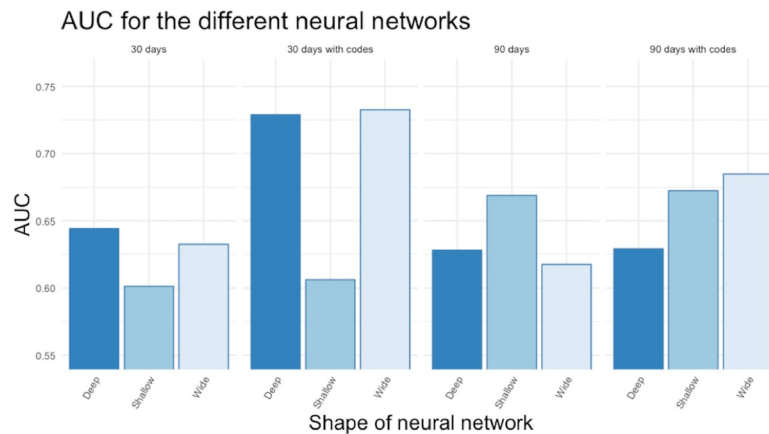 AUC for the different neural networks
30 days 30 days with codes 90 days 90 days with codes
0.75
0.70
0.65
0.60
0.55
AUC
Deep Shallow Wide Deep Shallow Wide Deep Shallow Wide Deep Shallow Wide
Shape of neural network